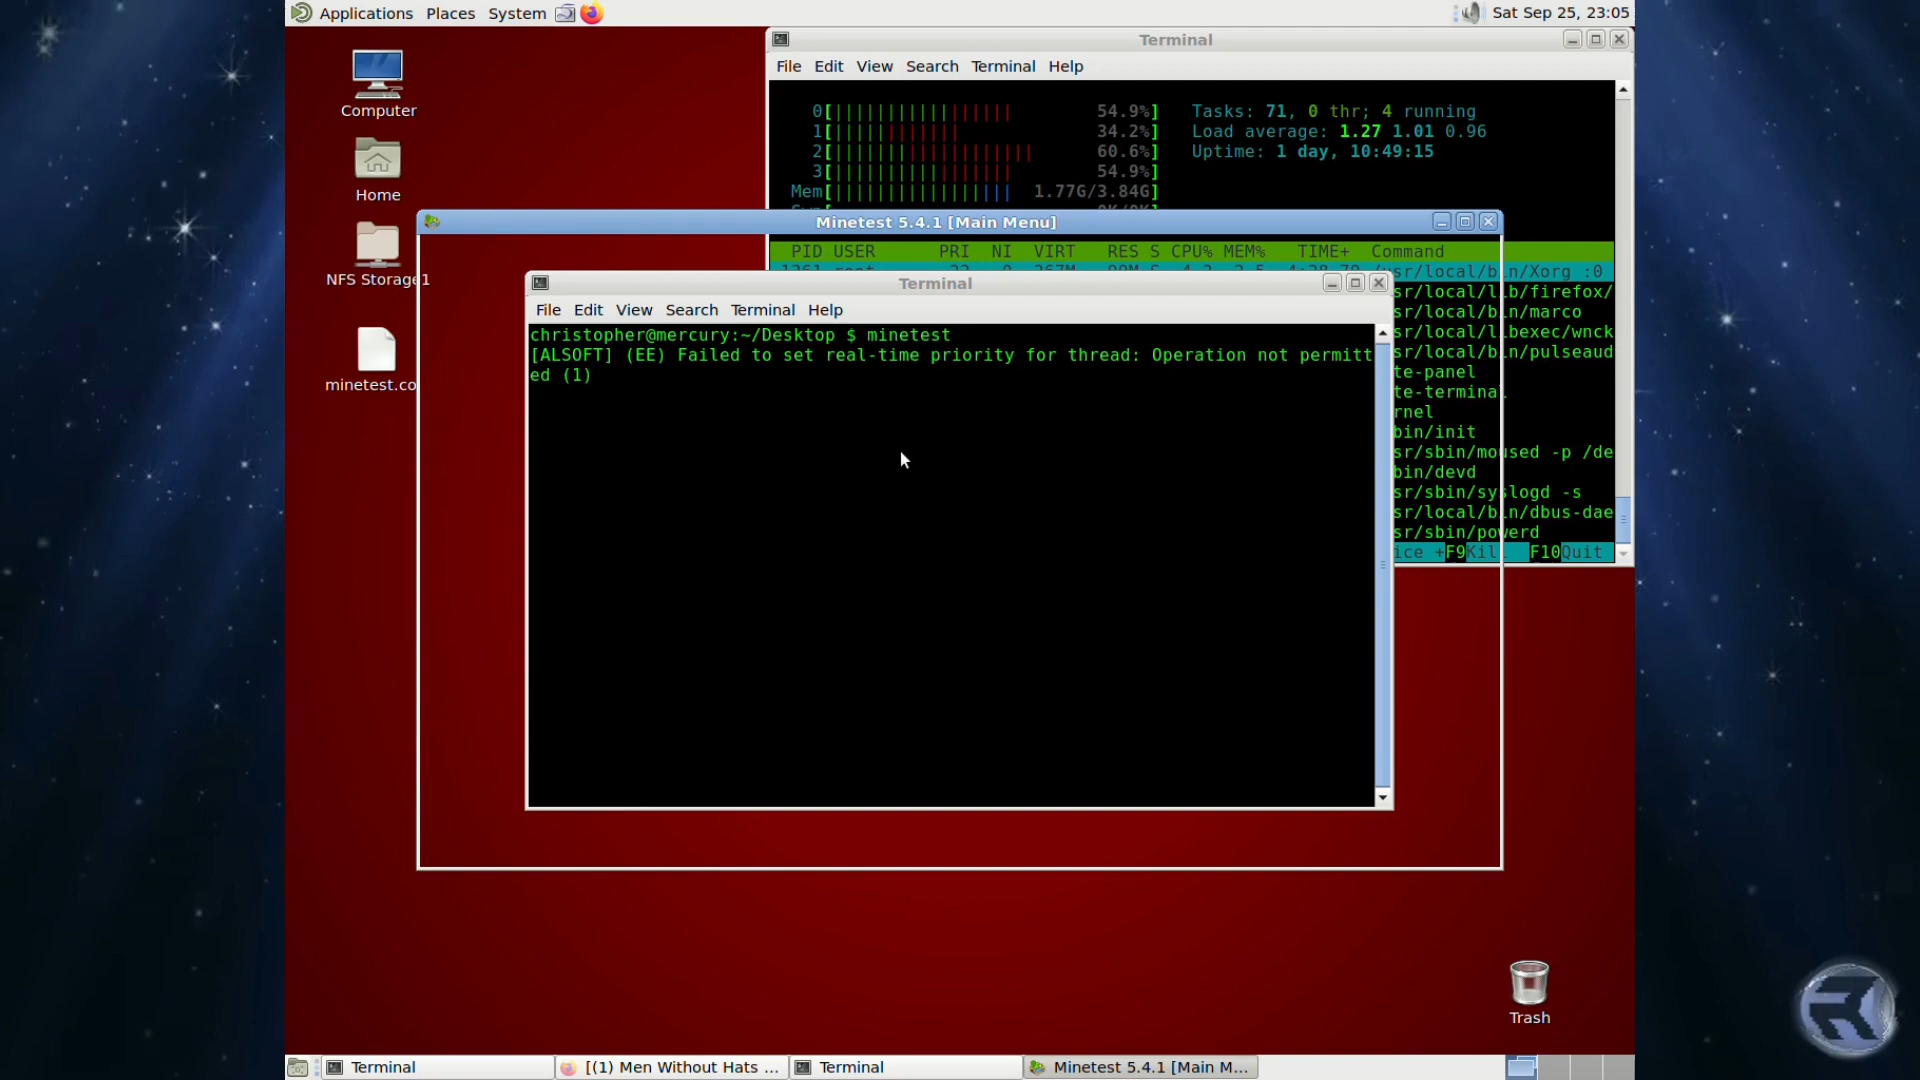 Applications Places System
Sat Sep 25, 23:05
Computer
Home
NFS Storage1
minetest.co
Terminal
File Edit View Search Terminal Help
0[ 54.9%] Tasks: 71, 0 thr; 4 running
1[ 34.2%] Load average: 1.27 1.01 0.96
2[ 60.6%] Uptime: 1 day, 10:49:15
3[ 54.9%]
Mem[ 1.77G/3.84G]
Minetest 5.4.1 [Main Menu]
PID USER PRI NI VIRT RES S CPU% MEM% TIME+ Command
/usr/local/bin/Xorg :0
sr/local/lib/firefox/
sr/local/bin/marco
sr/local/libexec/wnck
sr/local/bin/pulseaud
te-panel
te-terminal
rnel
bin/init
sr/sbin/moused -p /de
bin/devd
sr/sbin/syslogd -s
sr/local/bin/dbus-dae
sr/sbin/powerd
ice +F9Kill F10Quit
Terminal
File Edit View Search Terminal Help
christopher@mercury:~/Desktop $ minetest
[ALSOFT] (EE) Failed to set real-time priority for thread: Operation not permitt
ed (1)
Trash
Terminal
[(1) Men Without Hats ...
Terminal
Minetest 5.4.1 [Main M...